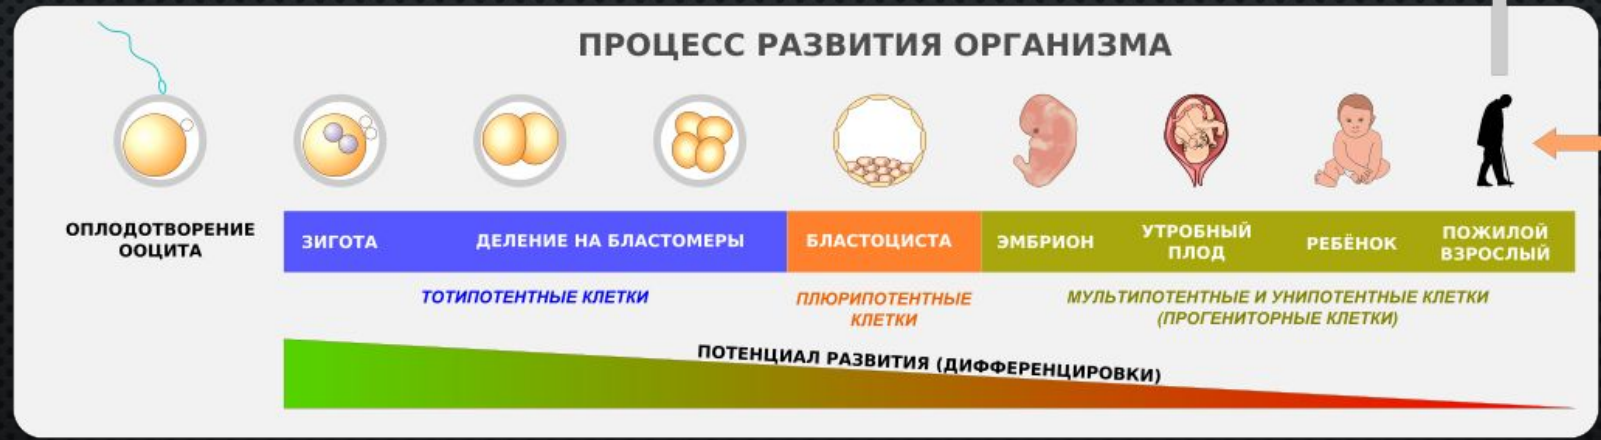 ПРОЦЕСС РАЗВИТИЯ ОРГАНИЗМА
ОПЛОДОТВОРЕНИЕ
ООЦИТА
ЗИГОТА
ДЕЛЕНИЕ НА БЛАСТОМЕРЫ
БЛАСТОЦИСТА
ЭМБРИОН
УТРОБНЫЙ
ПЛОД
РЕБЁНОК
ПОЖИЛОЙ
ВЗРОСЛЫЙ
ТОТИПОТЕНТНЫЕ КЛЕТКИ
ПЛЮРИПОТЕНТНЫЕ
КЛЕТКИ
МУЛЬТИПОТЕНТНЫЕ И УНИПОТЕНТНЫЕ КЛЕТКИ
(ПРОГЕНИТОРНЫЕ КЛЕТКИ)
ПОТЕНЦИАЛ РАЗВИТИЯ (ДИФФЕРЕНЦИРОВКИ)